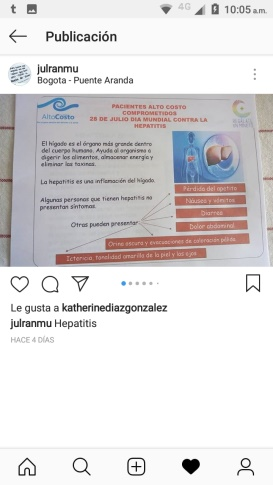 4G 10:05 a.m.
Publicación
julranmu
Bogota - Puente Aranda
AltoCosto
PACIENTES ALTO COSTO
COMPROMETIDOS
28 DE JULIO DIA MUNDIAL CONTRA LA
HEPATITIS
El hígado es el órgano más grande dentro
del cuerpo humano. Ayuda al organismo a
digerir los alimentos, almacenar energía y
eliminar las toxinas.
La hepatitis es una inflamación del hígado.
Algunas personas que tienen hepatitis no
presentan síntomas.
Otras pueden presentar
Pérdida del apetito
Náuseas y vómitos
Diarrea
Dolor abdominal
Orina oscura y evacuaciones de coloración pálida
Ictericia, tonalidad amarilla de la piel y los ojos
Le gusta a katherinediazgonzalez
julranmu Hepatitis
HACE 4 DÍAS